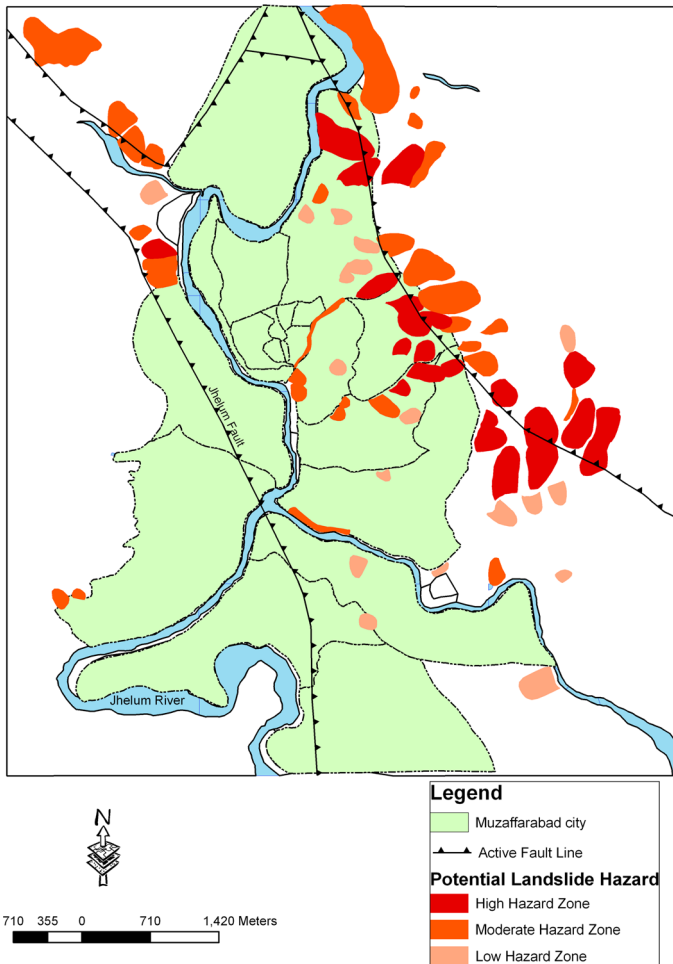 Jhelum Fault
Jhelum River
N
710 355 0 710 1,420 Meters
Legend
Muzaffarabad city
Active Fault Line
Potential Landslide Hazard
High Hazard Zone
Moderate Hazard Zone
Low Hazard Zone